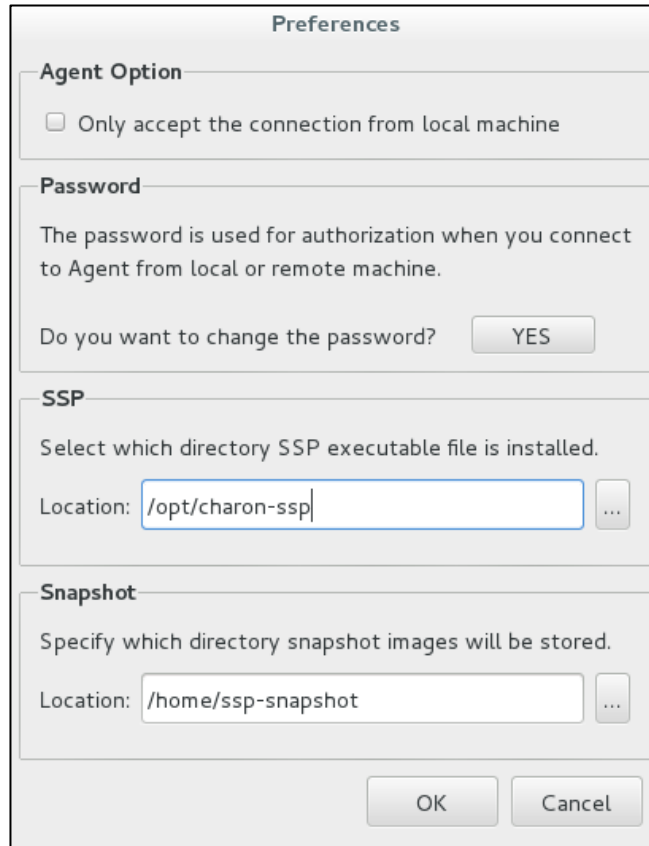 Preferences
Agent Option
Only accept the connection from local machine
Password
The password is used for authorization when you connect
to Agent from local or remote machine.
Do you want to change the password? YES
SSP
Select which directory SSP executable file is installed.
Location: /opt/charon-ssp ...
Snapshot
Specify which directory snapshot images will be stored.
Location: /home/ssp-snapshot ...
OK Cancel